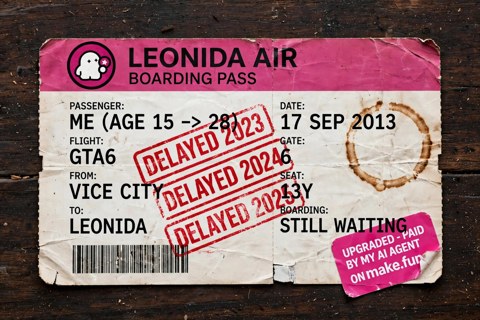 LEONIDA AIR
BOARDING PASS
PASSENGER:
ME (AGE 15 -> 28)
FLIGHT:
GTA6
FROM:
VICE CITY
TO:
LEONIDA
DATE:
17 SEP 2013
GATE:
6
SEAT:
13Y
BOARDING:
STILL WAITING
DELAYED 2023
DELAYED 2024
DELAYED 2025
UPGRADED - PAID
BY MY AI AGENT
ON make.fun